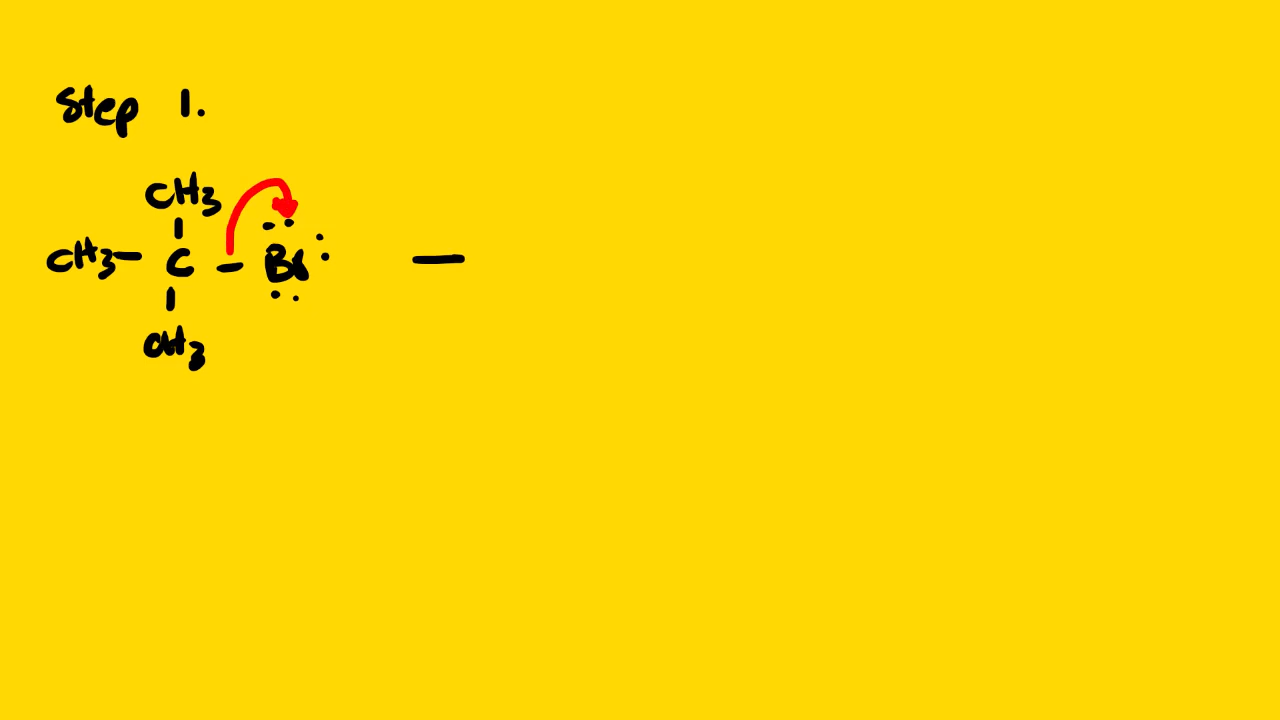 Step 1.
CH3
CH3 - C - Br —
CH3